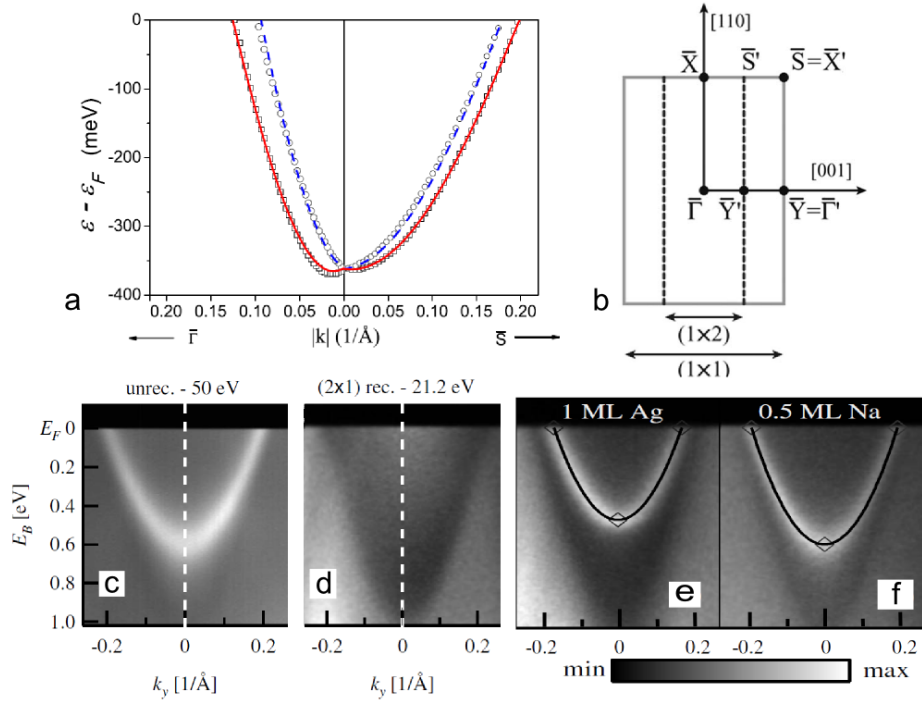 0
-100
-200
-300
-400
ε - ε_F (meV)
0.20 0.15 0.10 0.05 0.00 0.05 0.10 0.15 0.20
Γ̄ |k| (1/Å) S̄
a
[110]
X̄ S̄' S̄=X̄'
[001]
Γ̄ Ȳ' Ȳ=Γ̄'
(1×2)
(1×1)
b
unrec. - 50 eV
(2x1) rec. - 21.2 eV
1 ML Ag
0.5 ML Na
E_F 0
0.2
0.4
0.6
0.8
1.0
E_B [eV]
c
d
e
f
-0.2 0 0.2
-0.2 0 0.2
-0.2 0 0.2
-0.2 0 0.2
k_y [1/Å]
k_y [1/Å]
min max